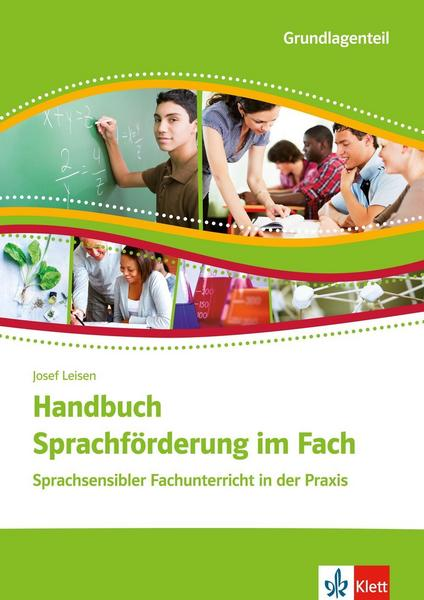 Grundlagenteil
x+y=z
Josef Leisen
Handbuch
Sprachförderung im Fach
Sprachsensibler Fachunterricht in der Praxis
Klett